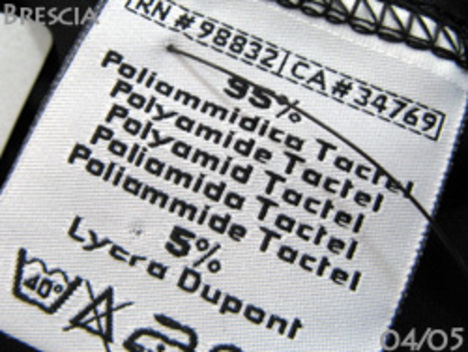 BRESCIA
RN # 98832 | CA # 34769
95%
Poliammidica Tactel
Polyamide Tactel
Polyamid Tactel
Poliamida Tactel
Poliammide Tactel
5%
Lycra Dupont
40°
04/05